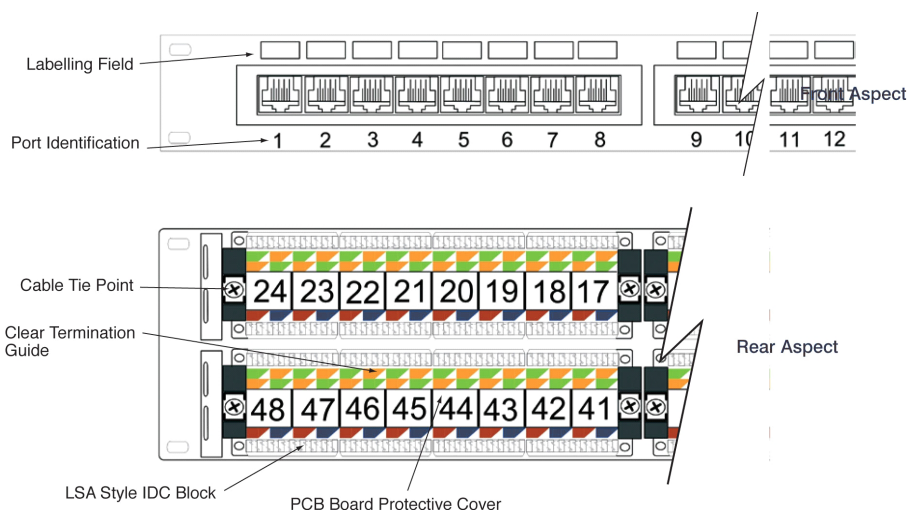 Labelling Field
Front Aspect
Port Identification
1 2 3 4 5 6 7 8 9 10 11 12
Cable Tie Point
24 23 22 21 20 19 18 17
Clear Termination
Guide
Rear Aspect
48 47 46 45 44 43 42 41
LSA Style IDC Block
PCB Board Protective Cover